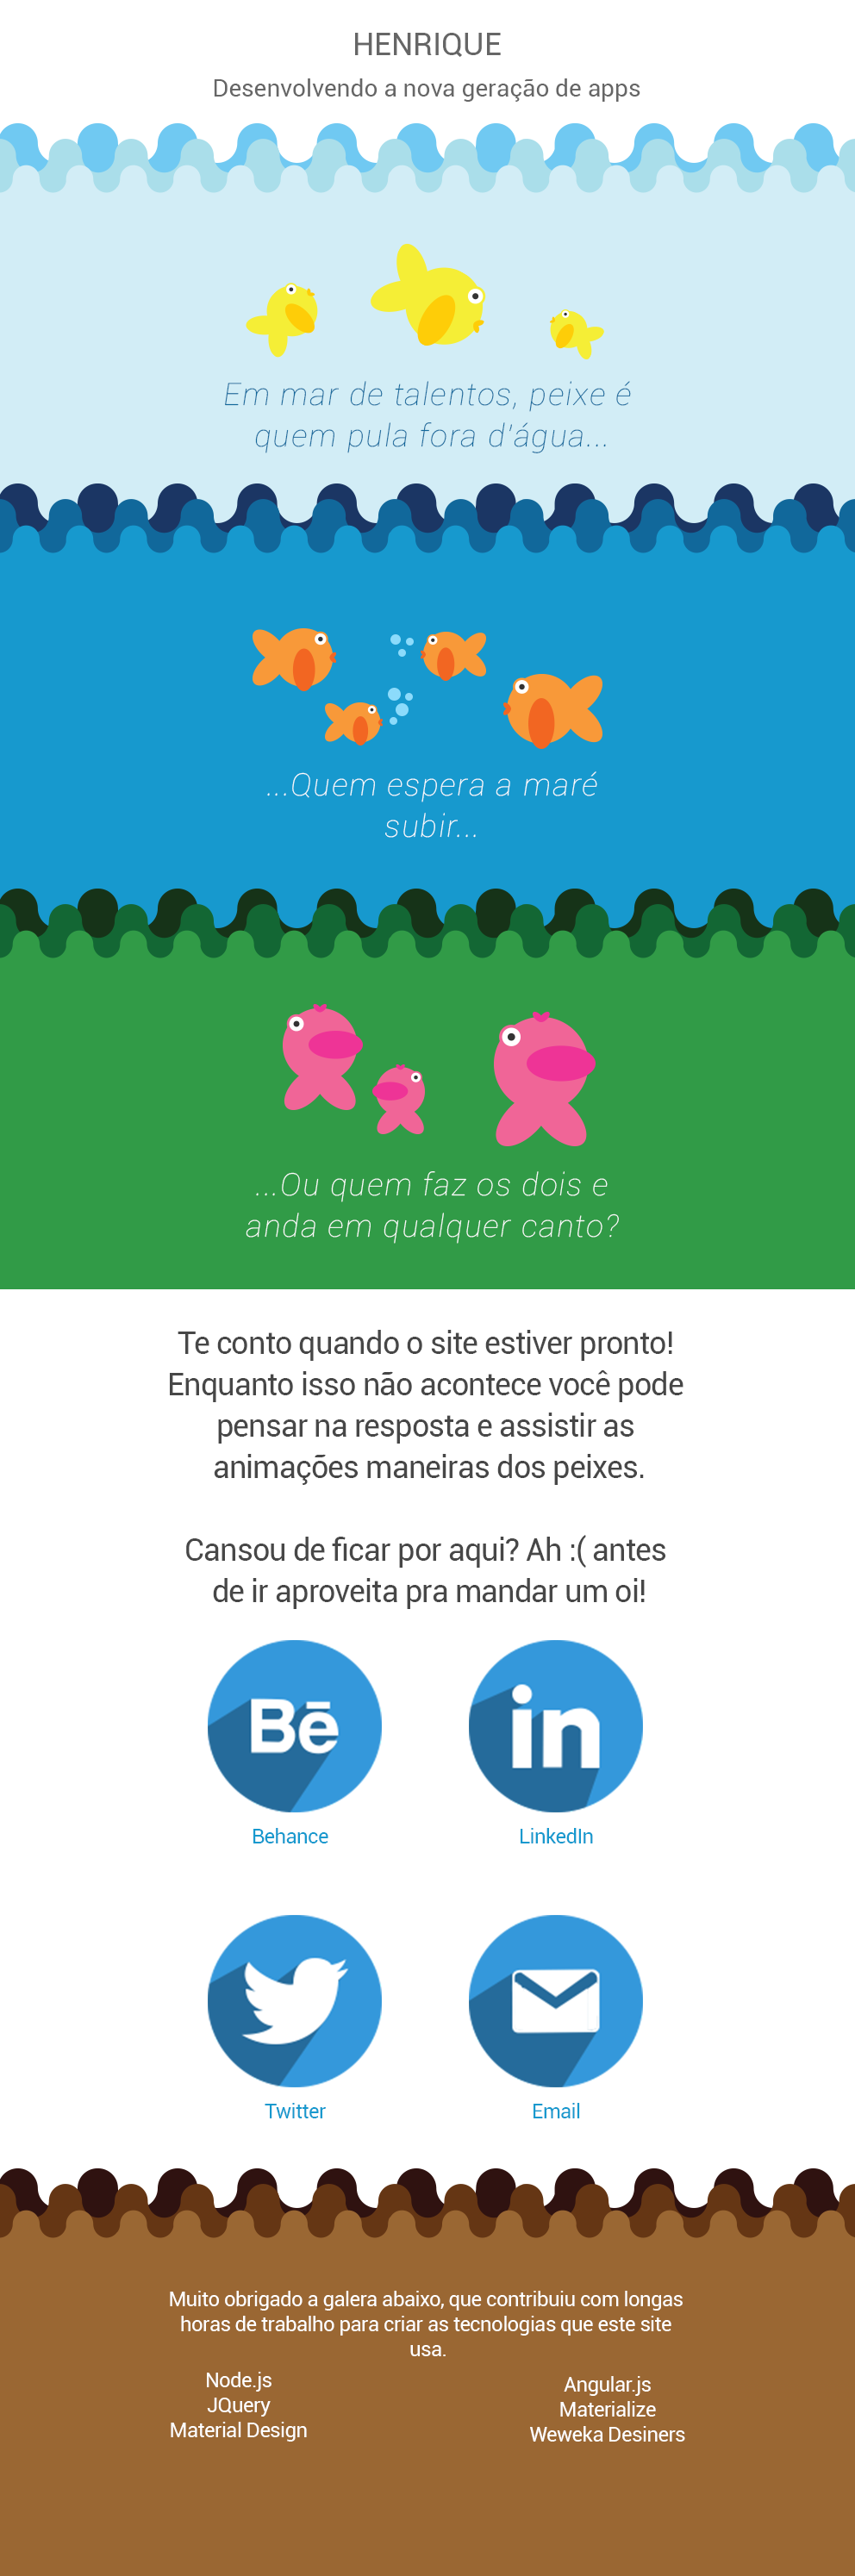 HENRIQUE
Desenvolvendo a nova geração de apps
Em mar de talentos, peixe é
quem pula fora d'água...
...Quem espera a maré
subir...
...Ou quem faz os dois e
anda em qualquer canto?
Te conto quando o site estiver pronto!
Enquanto isso não acontece você pode
pensar na resposta e assistir as
animações maneiras dos peixes.
Cansou de ficar por aqui? Ah :( antes
de ir aproveita pra mandar um oi!
Bē
in
Behance
LinkedIn
Twitter
Email
Muito obrigado a galera abaixo, que contribuiu com longas
horas de trabalho para criar as tecnologias que este site
usa.
Node.js
JQuery
Material Design
Angular.js
Materialize
Weweka Desiners